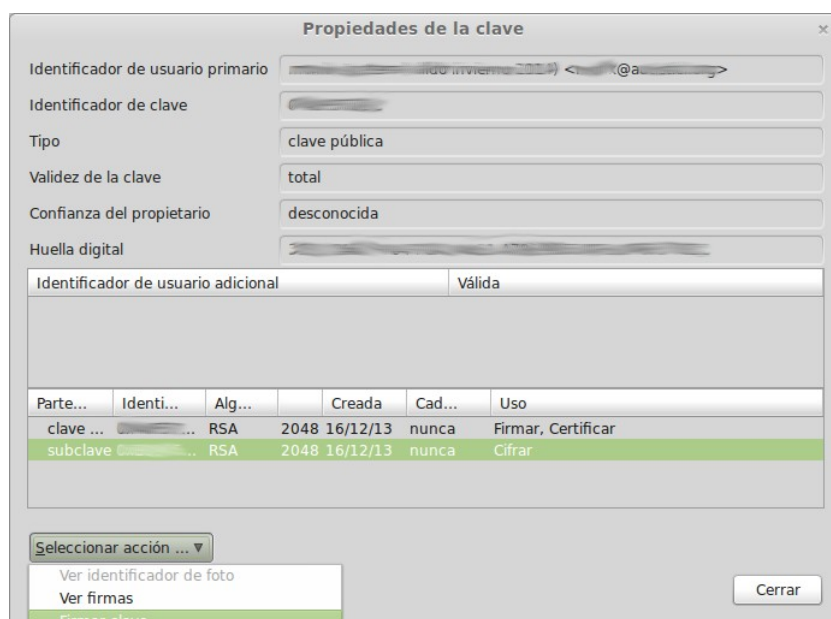 Propiedades de la clave
Identificador de usuario primario <
Identificador de clave
Tipo clave pública
Validez de la clave total
Confianza del propietario desconocida
Huella digital
Identificador de usuario adicional Válida
Parte... Identi... Alg... Creada Cad... Uso
clave ... ... RSA 2048 16/12/13 nunca Firmar, Certificar
subclave ... RSA 2048 16/12/13 nunca Cifrar
Seleccionar acción ...
Ver identificador de foto
Ver firmas
Firmar clave
Cerrar